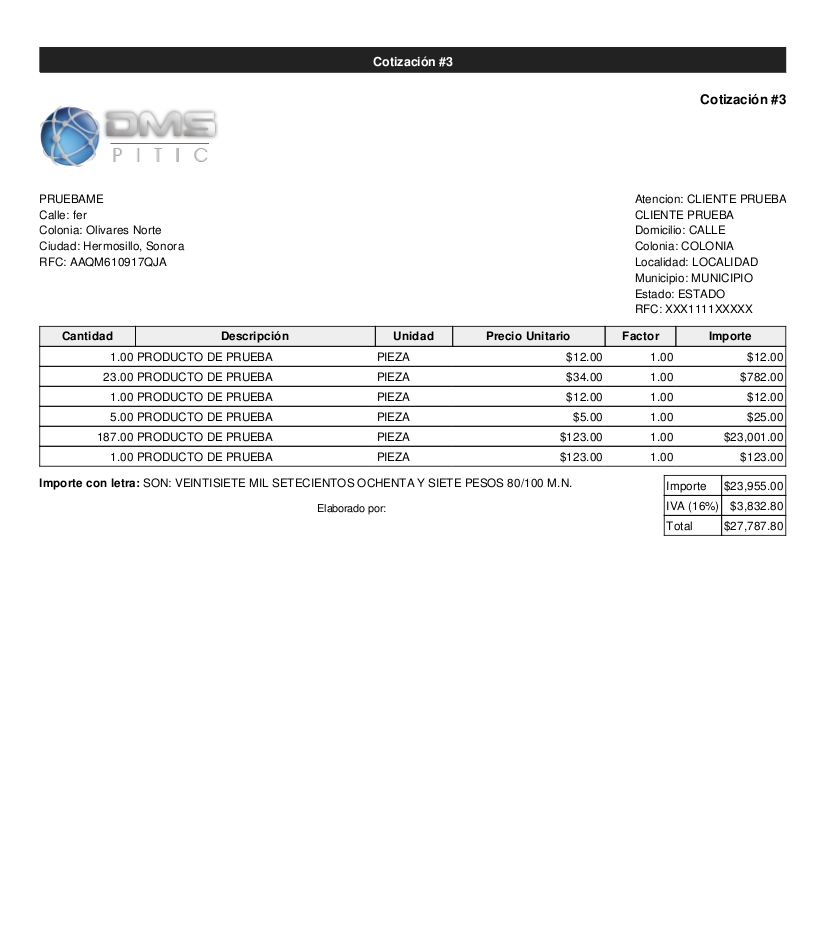 Cotización #3
Cotización #3
DMS
PITIC
PRUEBAME
Calle: fer
Colonia: Olivares Norte
Ciudad: Hermosillo, Sonora
RFC: AAQM610917QJA
Atencion: CLIENTE PRUEBA
CLIENTE PRUEBA
Domicilio: CALLE
Colonia: COLONIA
Localidad: LOCALIDAD
Municipio: MUNICIPIO
Estado: ESTADO
RFC: XXX1111XXXXX
Cantidad Descripción Unidad Precio Unitario Factor Importe
1.00 PRODUCTO DE PRUEBA PIEZA $12.00 1.00 $12.00
23.00 PRODUCTO DE PRUEBA PIEZA $34.00 1.00 $782.00
1.00 PRODUCTO DE PRUEBA PIEZA $12.00 1.00 $12.00
5.00 PRODUCTO DE PRUEBA PIEZA $5.00 1.00 $25.00
187.00 PRODUCTO DE PRUEBA PIEZA $123.00 1.00 $23,001.00
1.00 PRODUCTO DE PRUEBA PIEZA $123.00 1.00 $123.00
Importe con letra: SON: VEINTISIETE MIL SETECIENTOS OCHENTA Y SIETE PESOS 80/100 M.N.
Elaborado por:
Importe $23,955.00
IVA (16%) $3,832.80
Total $27,787.80